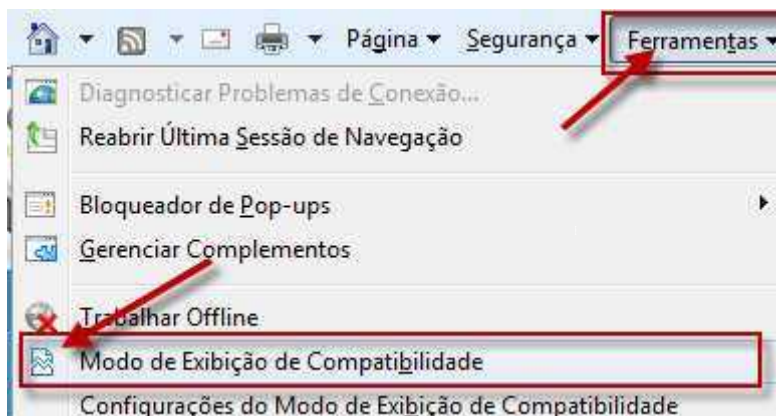 Página Segurança Ferramentas
Diagnosticar Problemas de Conexão...
Reabrir Última Sessão de Navegação
Bloqueador de Pop-ups
Gerenciar Complementos
Trabalhar Offline
Modo de Exibição de Compatibilidade
Configurações do Modo de Exibição de Compatibilidade